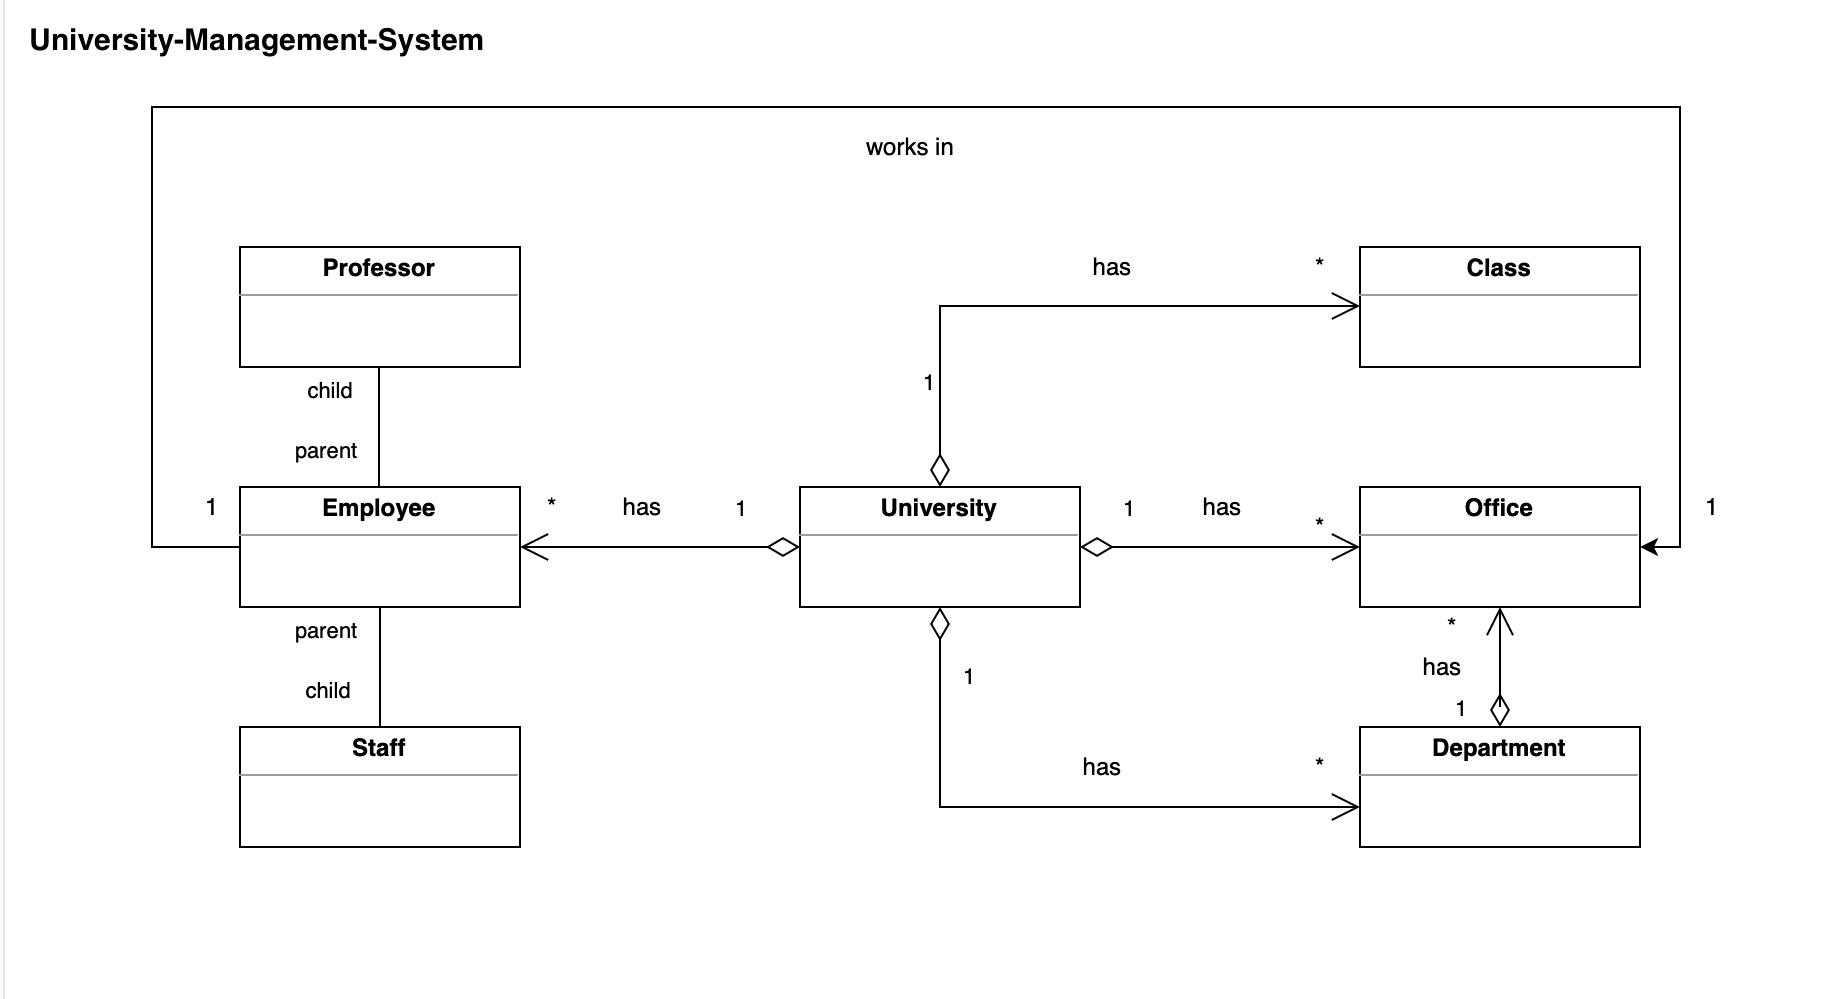 University-Management-System
works in
Professor
has
*
Class
child
1
parent
1
Employee
*
has
1
University
1
has
*
Office
1
parent
*
has
child
1
1
Staff
has
*
Department